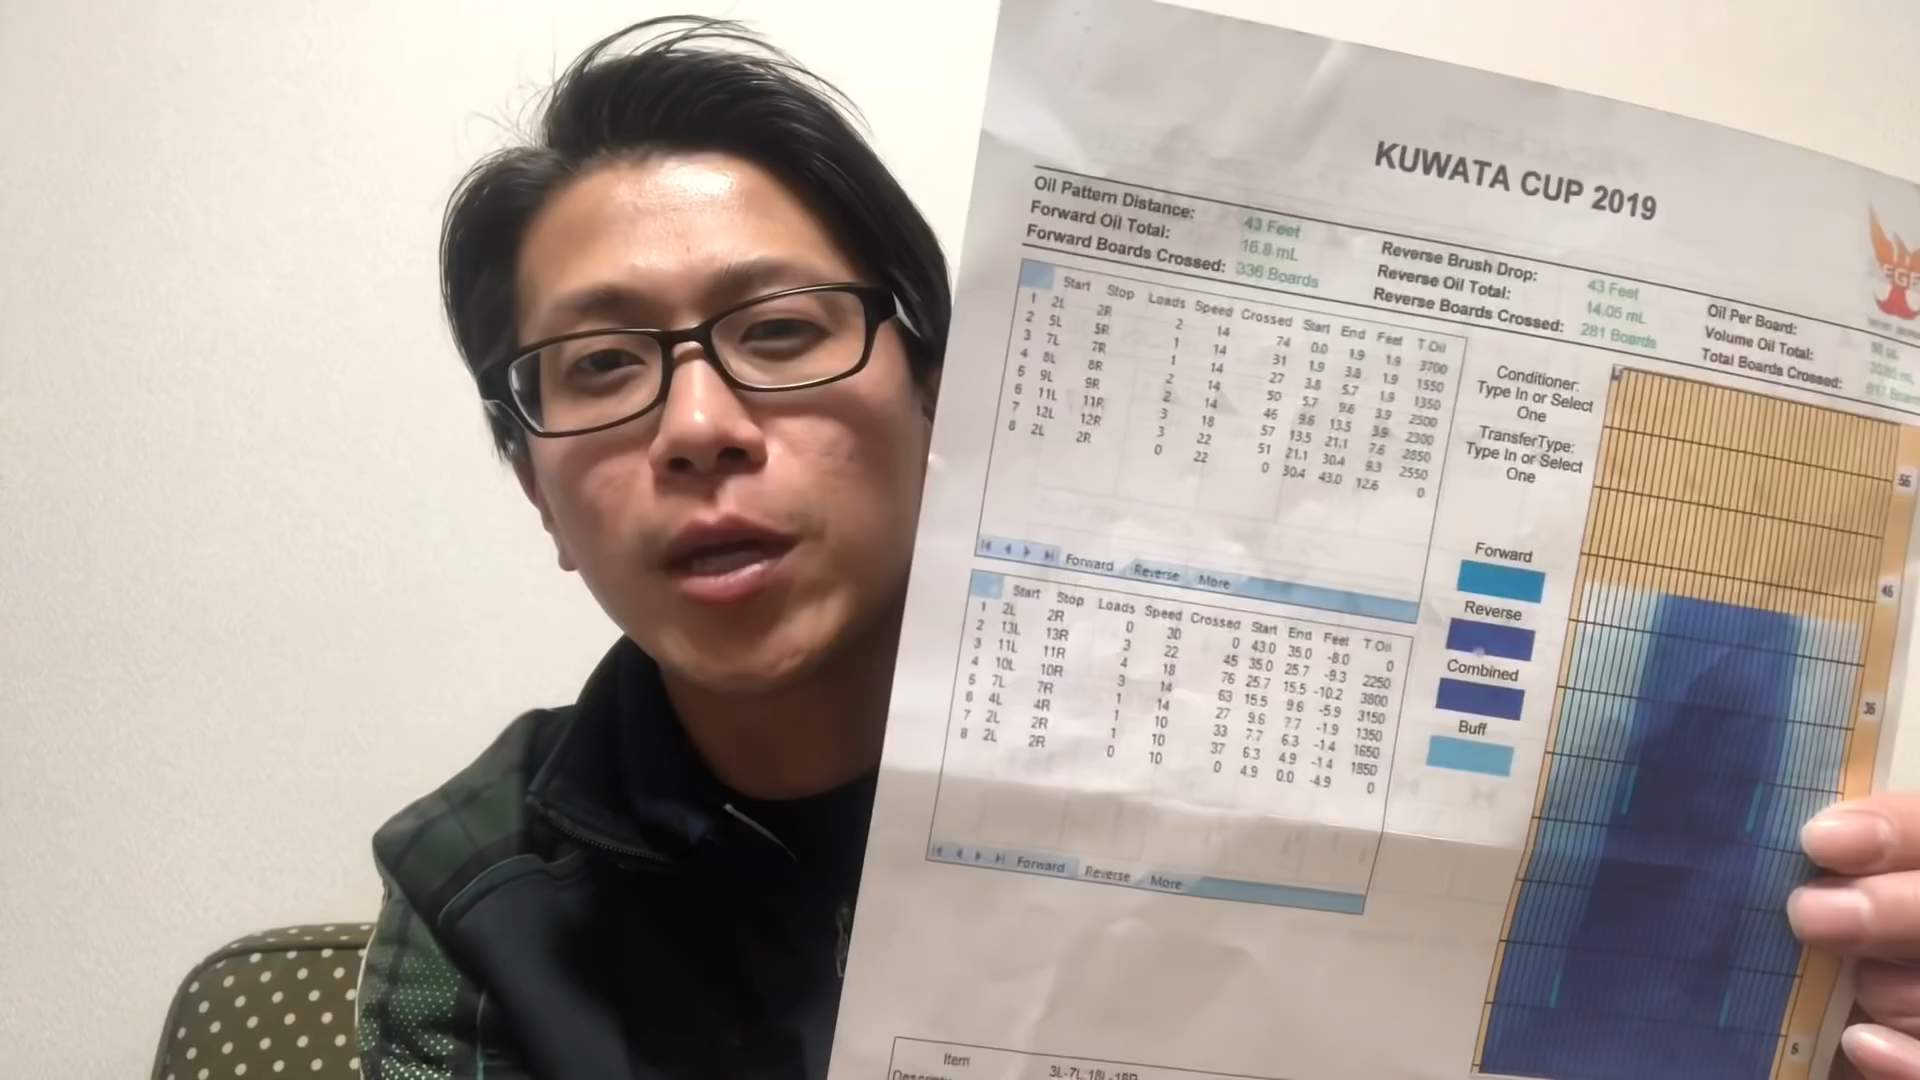 KUWATA CUP 2019
Oil Pattern Distance: 43 Feet Reverse Brush Drop: 43 Feet Oil Per Board:
Forward Oil Total: 16.8 mL Reverse Oil Total: 14.05 mL Volume Oil Total:
Forward Boards Crossed: 336 Boards Reverse Boards Crossed: 281 Boards Total Boards Crossed:
Start Stop Loads Speed Crossed Start End Feet T.Oil
1 2L 2R 2 14 74 0.0 1.9 1.9 3700
2 5L 5R 1 14 31 1.9 3.8 1.9 1550
3 7L 7R 1 14 27 3.8 5.7 1.9 1350
4 8L 8R 2 14 50 5.7 9.6 3.9 2500
5 9L 9R 2 14 46 9.6 13.5 3.9 2300
6 11L 11R 3 18 57 13.5 21.1 7.6 2850
7 12L 12R 3 22 51 21.1 30.4 9.3 2550
8 2L 2R 0 22 0 30.4 43.0 12.6 0
Forward Reverse More
Start Stop Loads Speed Crossed Start End Feet T.Oil
1 2L 2R 0 30 0 43.0 35.0 -8.0 0
2 13L 13R 3 22 45 35.0 25.7 -9.3 2250
3 11L 11R 4 18 76 25.7 15.5 -10.2 3800
4 10L 10R 3 14 63 15.5 9.6 -5.9 3150
5 7L 7R 1 14 27 9.6 7.7 -1.9 1350
6 4L 4R 1 10 33 7.7 6.3 -1.4 1650
7 2L 2R 1 10 37 6.3 4.9 -1.4 1850
8 2L 2R 0 10 0 4.9 0.0 -4.9 0
Forward Reverse More
Conditioner:
Type In or Select
One
TransferType:
Type In or Select
One
Forward
Reverse
Combined
Buff
45
35
5
Item 3L-7L:18L-18R